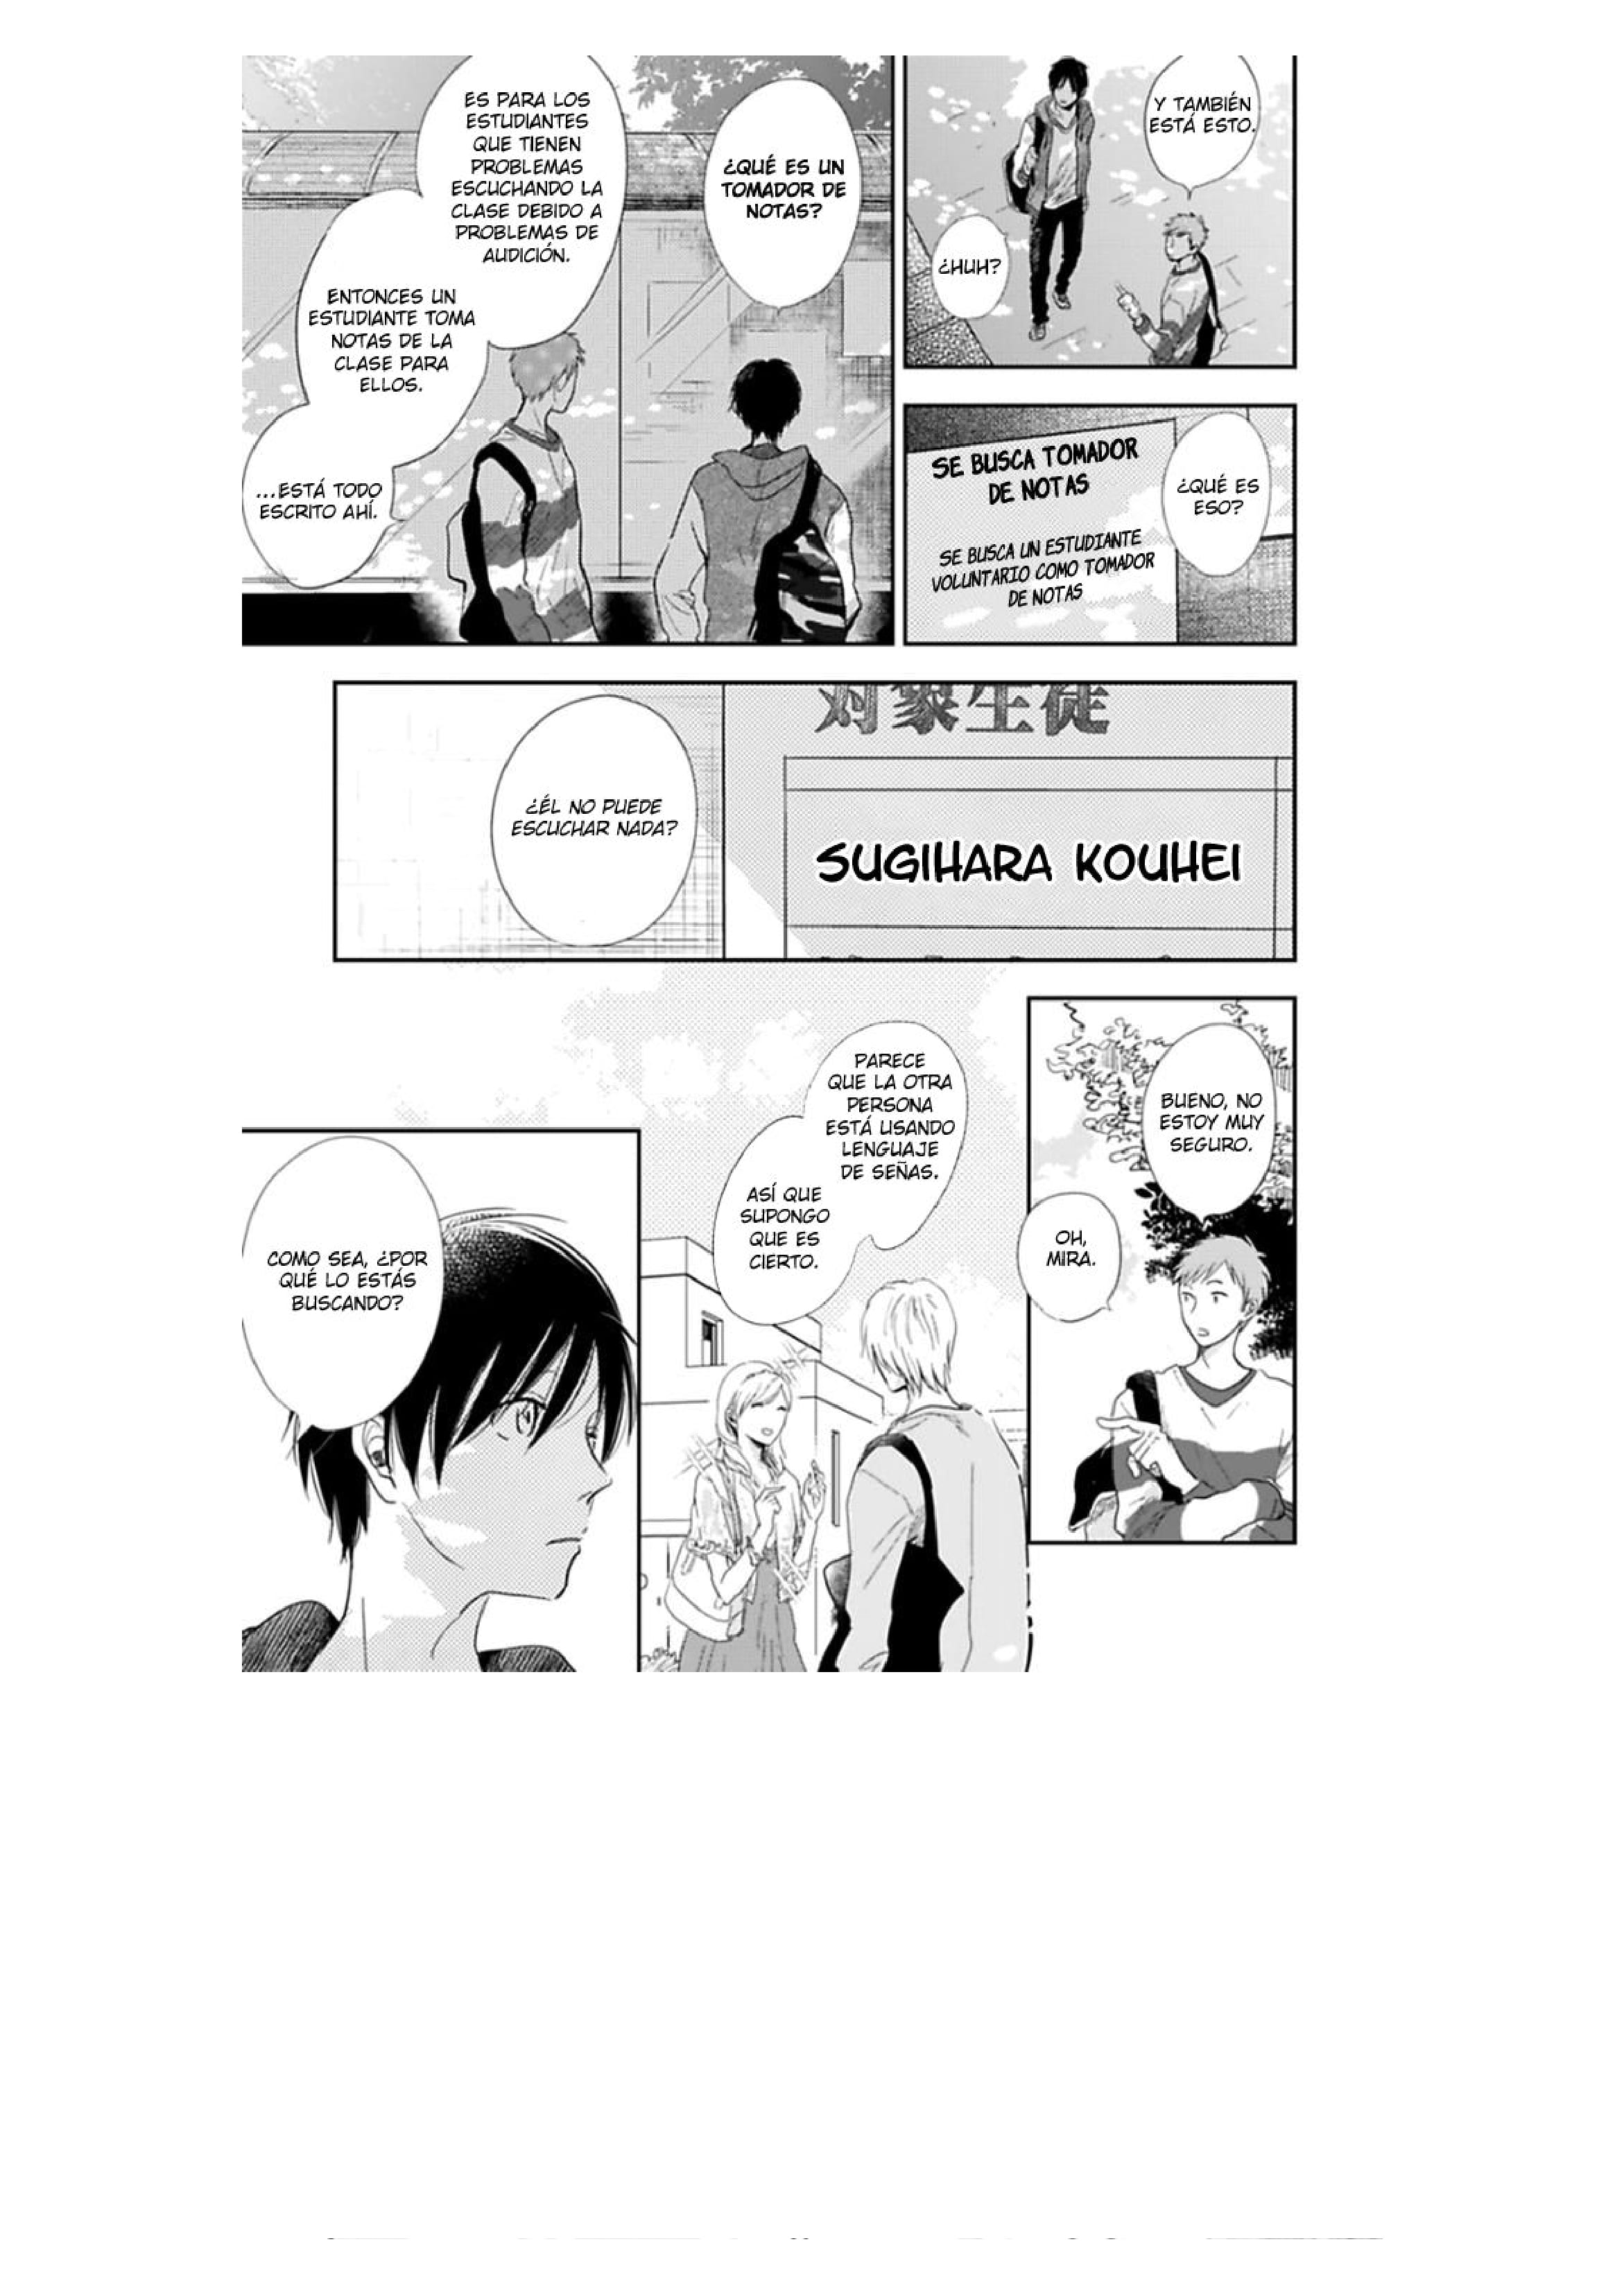 Y TAMBIÉN
ESTÁ ESTO.
¿HUH?
¿QUÉ ES
ESO?
SE BUSCA TOMADOR
DE NOTAS
SE BUSCA UN ESTUDIANTE
VOLUNTARIO COMO TOMADOR
DE NOTAS
¿QUÉ ES UN
TOMADOR DE
NOTAS?
ES PARA LOS
ESTUDIANTES
QUE TIENEN
PROBLEMAS
ESCUCHANDO LA
CLASE DEBIDO A
PROBLEMAS DE
AUDICIÓN.
ENTONCES UN
ESTUDIANTE TOMA
NOTAS DE LA
CLASE PARA
ELLOS.
...ESTÁ TODO
ESCRITO AHÍ.
対象生徒
SUGIHARA KOUHEI
¿ÉL NO PUEDE
ESCUCHAR NADA?
BUENO, NO
ESTOY MUY
SEGURO.
OH,
MIRA.
PARECE
QUE LA OTRA
PERSONA
ESTÁ USANDO
LENGUAJE
DE SEÑAS.
ASÍ QUE
SUPONGO
QUE ES
CIERTO.
COMO SEA, ¿POR
QUÉ LO ESTÁS
BUSCANDO?